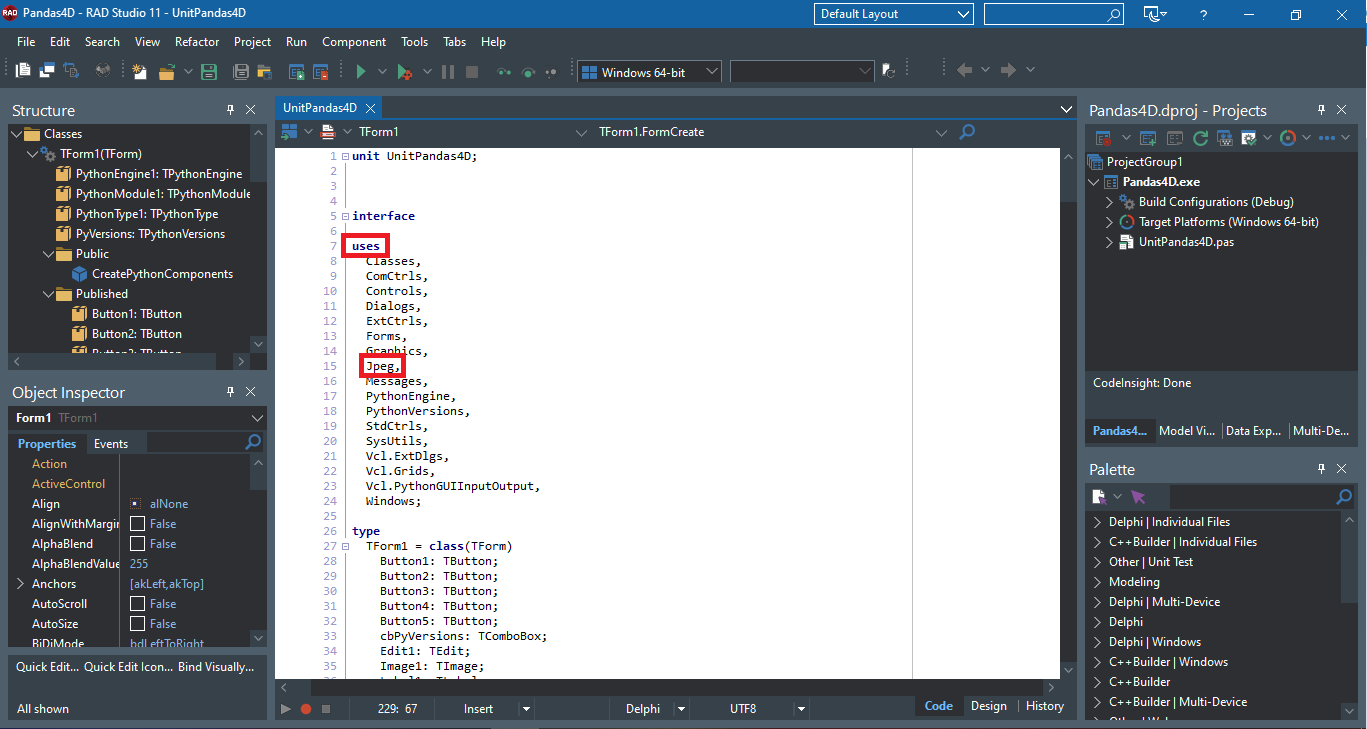 Pandas4D - RAD Studio 11 - UnitPandas4D
Default Layout
File Edit Search View Refactor Project Run Component Tools Tabs Help
Windows 64-bit
Structure
Classes
TForm1(TForm)
PythonEngine1: TPythonEngine
PythonModule1: TPythonModule
PythonType1: TPythonType
PyVersions: TPythonVersions
Public
CreatePythonComponents
Published
Button1: TButton
Button2: TButton
Object Inspector
Form1 TForm1
Properties Events
Action
ActiveControl
Align alNone
AlignWithMargin False
AlphaBlend False
AlphaBlendValue 255
Anchors [akLeft,akTop]
AutoScroll False
AutoSize False
BiDiMode bdLeftToRight
Quick Edit... Quick Edit Icon... Bind Visually...
All shown
UnitPandas4D
TForm1 TForm1.FormCreate
1 unit UnitPandas4D;
2
3
4
5 interface
6
7 uses
8 Classes,
9 ComCtrls,
10 Controls,
11 Dialogs,
12 ExtCtrls,
13 Forms,
14 Graphics,
15 Jpeg,
16 Messages,
17 PythonEngine,
18 PythonVersions,
19 StdCtrls,
20 SysUtils,
21 Vcl.ExtDlgs,
22 Vcl.Grids,
23 Vcl.PythonGUIInputOutput,
24 Windows;
25
26 type
27 TForm1 = class(TForm)
28 Button1: TButton;
29 Button2: TButton;
30 Button3: TButton;
31 Button4: TButton;
32 Button5: TButton;
33 cbPyVersions: TComboBox;
34 Edit1: TEdit;
35 Image1: TImage;
229: 67 Insert Delphi UTF8 Code Design History
Pandas4D.dproj - Projects
ProjectGroup1
Pandas4D.exe
Build Configurations (Debug)
Target Platforms (Windows 64-bit)
UnitPandas4D.pas
CodeInsight: Done
Pandas4... Model Vi... Data Exp... Multi-De...
Palette
Delphi | Individual Files
C++Builder | Individual Files
Other | Unit Test
Modeling
Delphi | Multi-Device
Delphi
Delphi | Windows
C++Builder | Windows
C++Builder
C++Builder | Multi-Device